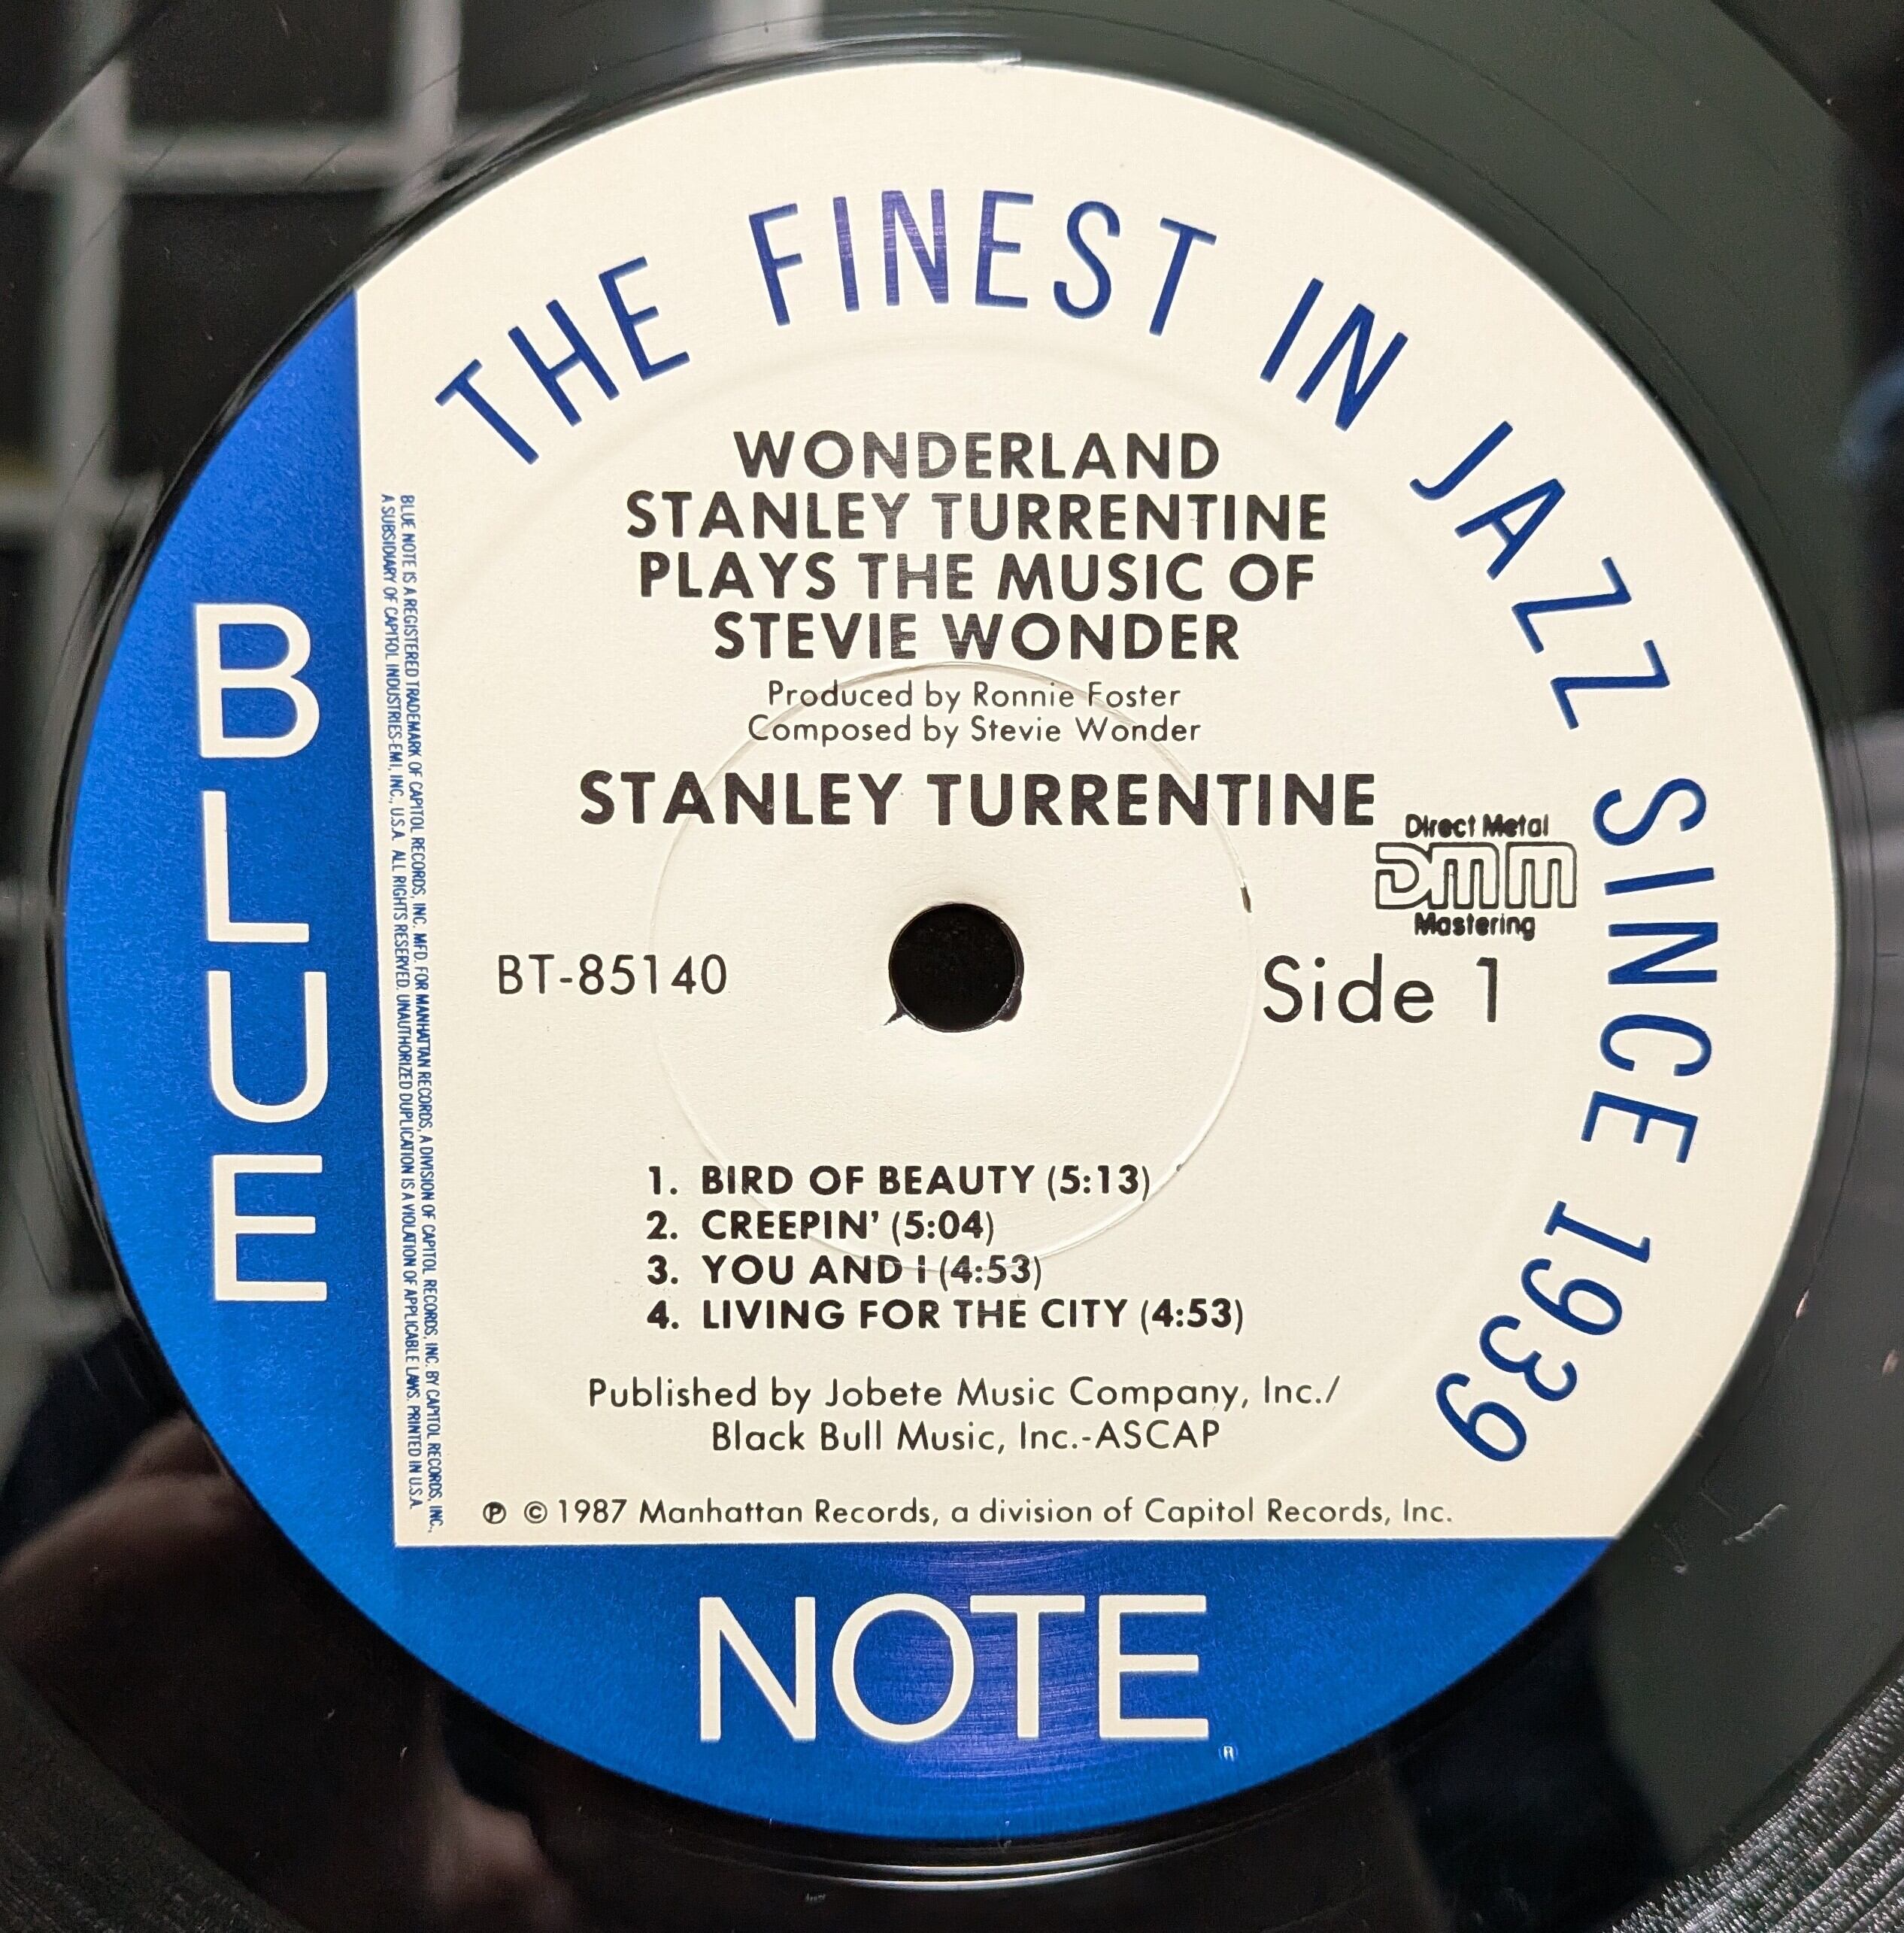 THE FINEST IN JAZZ SINCE 1939
WONDERLAND
STANLEY TURRENTINE
PLAYS THE MUSIC OF
STEVIE WONDER
Produced by Ronnie Foster
Composed by Stevie Wonder
STANLEY TURRENTINE
Direct Metal
DMM
Mastering
BT-85140
Side 1
1. BIRD OF BEAUTY (5:13)
2. CREEPIN' (5:04)
3. YOU AND I (4:53)
4. LIVING FOR THE CITY (4:53)
Published by Jobete Music Company, Inc./
Black Bull Music, Inc.-ASCAP
℗ © 1987 Manhattan Records, a division of Capitol Records, Inc.
BLUE NOTE IS A REGISTERED TRADEMARK OF CAPITOL RECORDS, INC. MFD. FOR MANHATTAN RECORDS, A DIVISION OF CAPITOL RECORDS, INC. BY CAPITOL RECORDS, INC.,
A SUBSIDIARY OF CAPITOL INDUSTRIES-EMI, INC., U.S.A. ALL RIGHTS RESERVED. UNAUTHORIZED DUPLICATION IS A VIOLATION OF APPLICABLE LAWS. PRINTED IN U.S.A.
BLUE
NOTE®